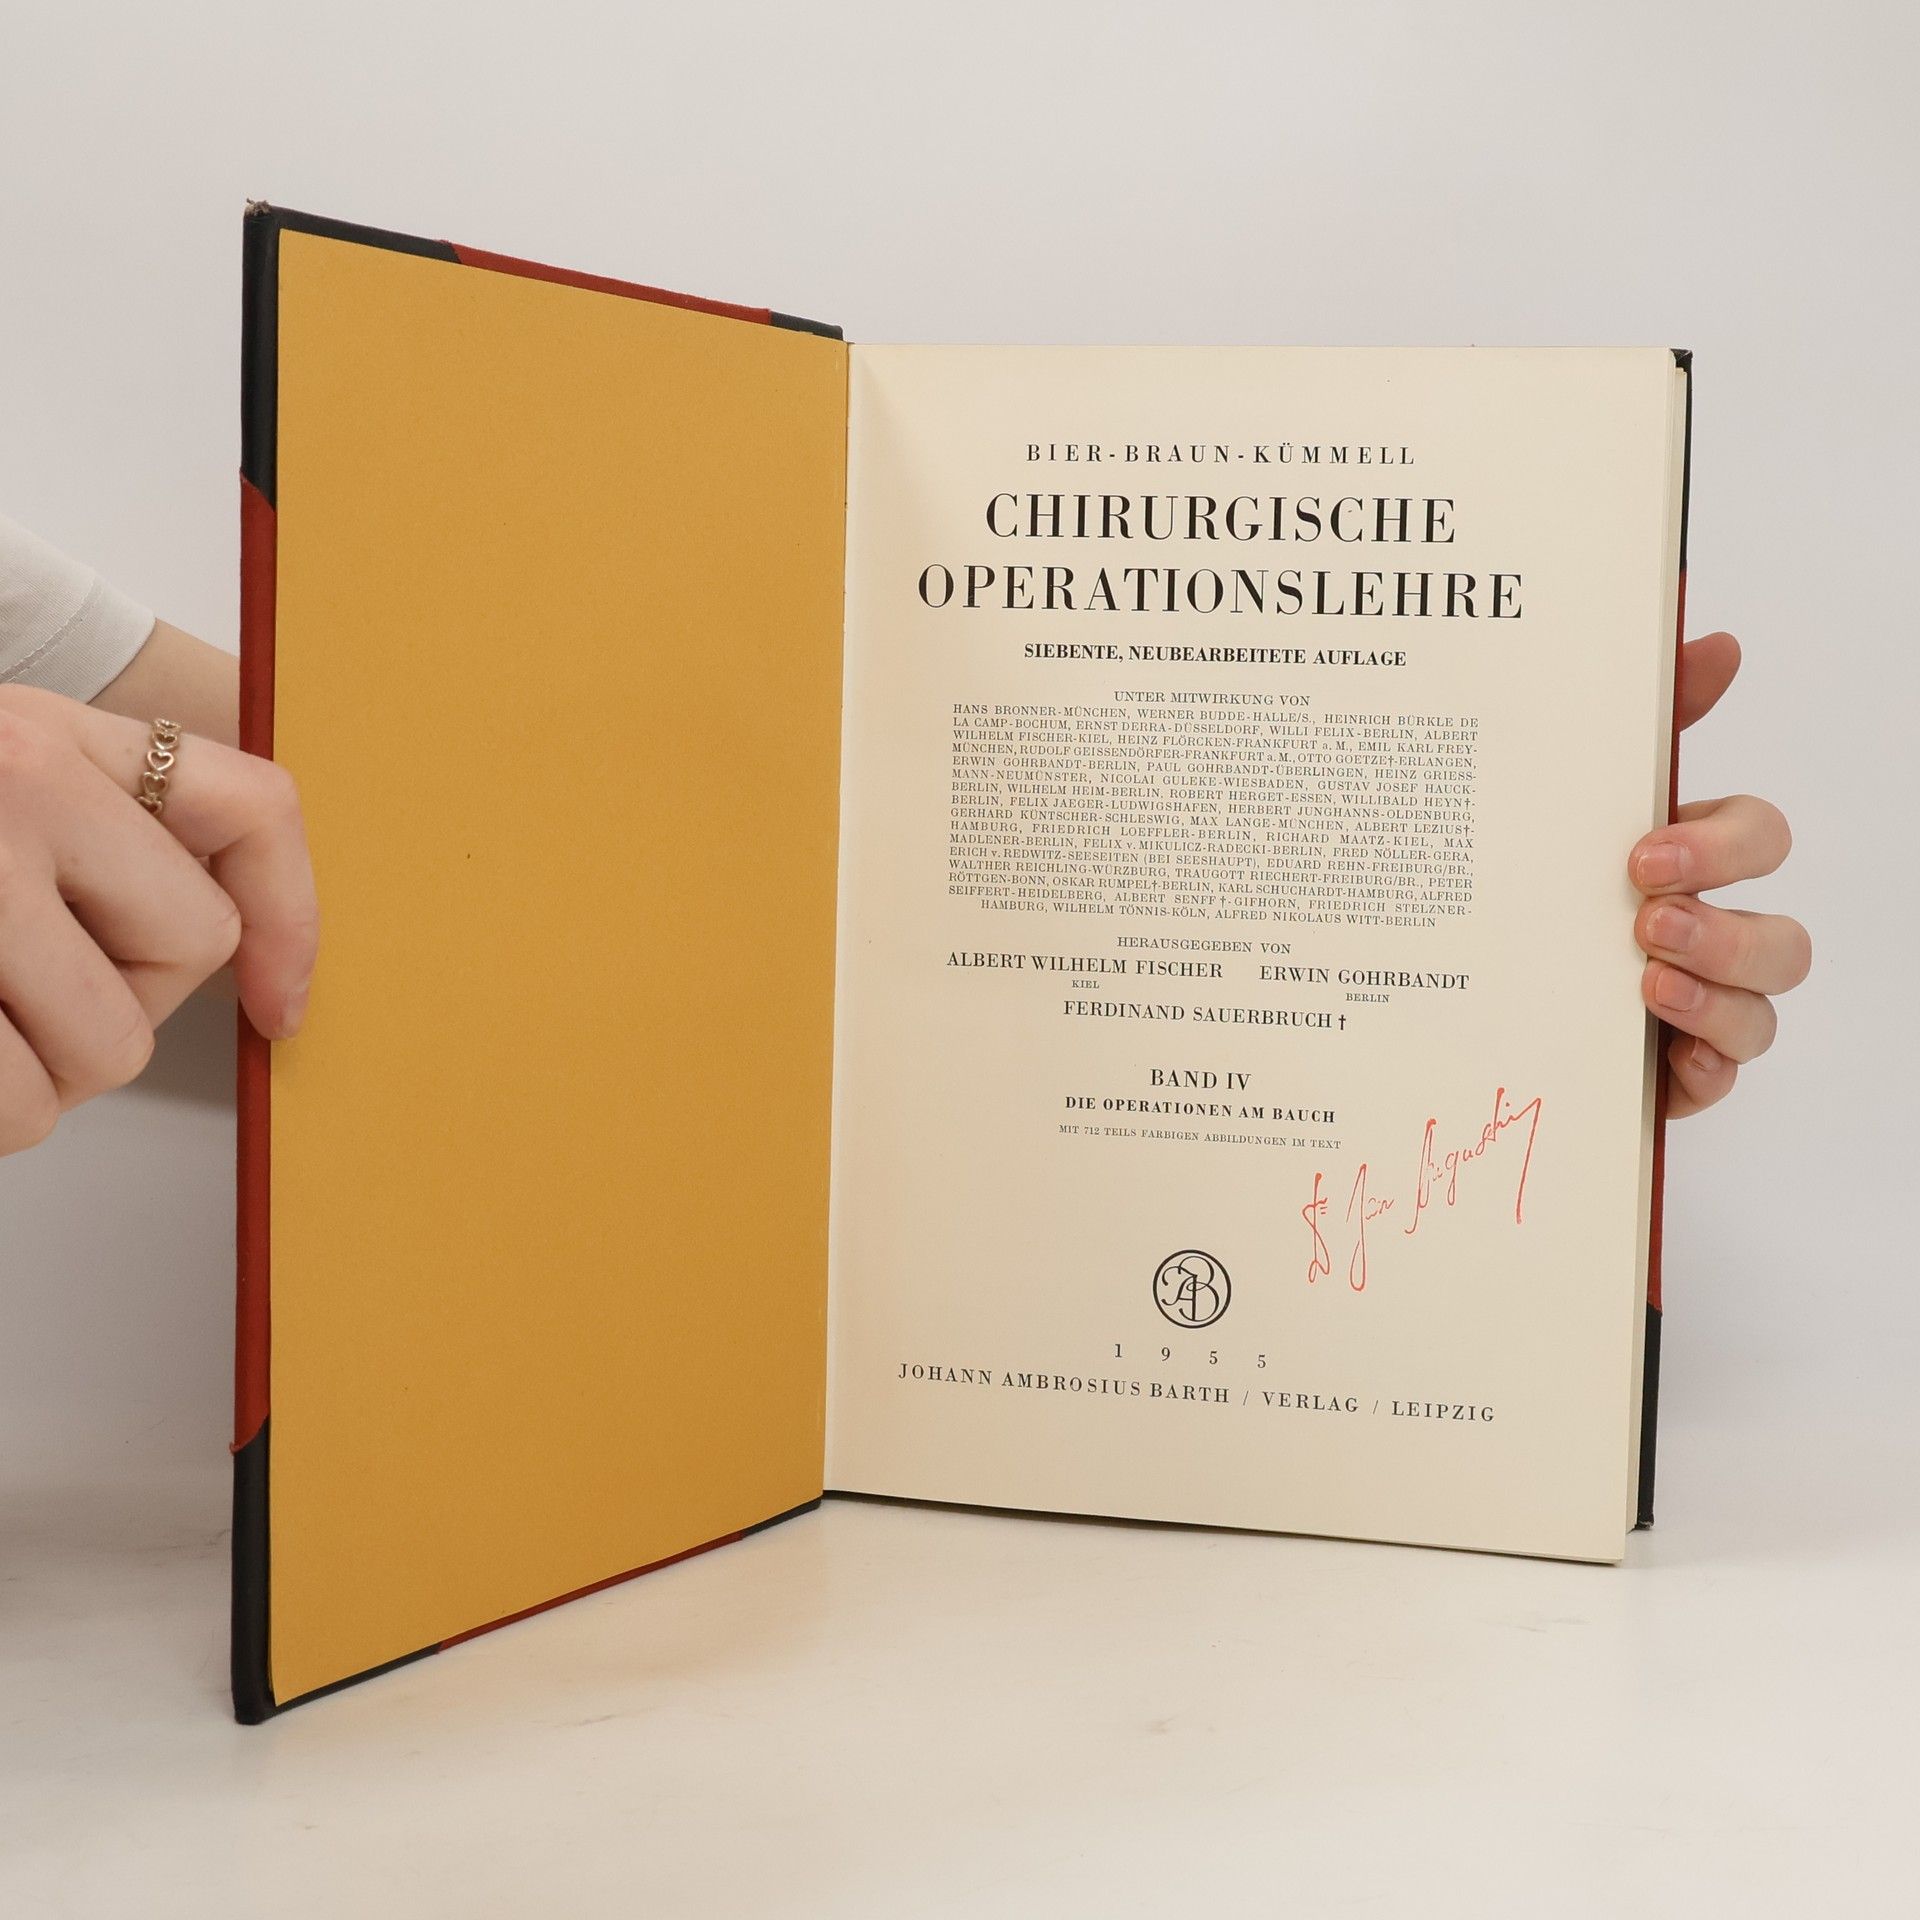 BIER-BRAUN-KÜMMELL
CHIRURGISCHE
OPERATIONSLEHRE
SIEBENTE, NEUBEARBEITETE AUFLAGE
UNTER MITWIRKUNG VON
HANS BRONNER-MÜNCHEN, WERNER BUDDE-HALLE/S., HEINRICH BÜRKLE DE
LA CAMP-BOCHUM, ERNST DERRA-DÜSSELDORF, WILLI FELIX-BERLIN, ALBERT
WILHELM FISCHER-KIEL, HEINZ FLÖRCKEN-FRANKFURT a. M., EMIL KARL FREY-
MÜNCHEN, RUDOLF GEISSENDÖRFER-FRANKFURT a. M., OTTO GOETZE†-ERLANGEN,
ERWIN GOHRBANDT-BERLIN, PAUL GOHRBANDT-ÜBERLINGEN, HEINZ GRIESS-
MANN-NEUMÜNSTER, NICOLAI GULEKE-WIESBADEN, GUSTAV JOSEF HAUCK-
BERLIN, WILHELM HEIM-BERLIN, ROBERT HERGET-ESSEN, WILLIBALD HEYN†-
BERLIN, FELIX JAEGER-LUDWIGSHAFEN, HERBERT JUNGHANNS-OLDENBURG,
GERHARD KÜNTSCHER-SCHLESWIG, MAX LANGE-MÜNCHEN, ALBERT LEZIUS†-
HAMBURG, FRIEDRICH LOEFFLER-BERLIN, RICHARD MAATZ-KIEL, MAX
MADLENER-BERLIN, FELIX v. MIKULICZ-RADECKI-BERLIN, FRED NÖLLER-GERA,
ERICH v. REDWITZ-SEESEITEN (BEI SEESHAUPT), EDUARD REHN-FREIBURG/BR.,
WALTHER REICHLING-WÜRZBURG, TRAUGOTT RIECHERT-FREIBURG/BR., PETER
RÖTTGEN-BONN, OSKAR RUMPEL†-BERLIN, KARL SCHUCHARDT-HAMBURG, ALFRED
SEIFFERT-HEIDELBERG, ALBERT SENFF†-GIFHORN, FRIEDRICH STELZNER-
HAMBURG, WILHELM TÖNNIS-KÖLN, ALFRED NIKOLAUS WITT-BERLIN
HERAUSGEGEBEN VON
ALBERT WILHELM FISCHER ERWIN GOHRBANDT
KIEL BERLIN
FERDINAND SAUERBRUCH †
BAND IV
DIE OPERATIONEN AM BAUCH
MIT 712 TEILS FARBIGEN ABBILDUNGEN IM TEXT
1955
JOHANN AMBROSIUS BARTH / VERLAG / LEIPZIG